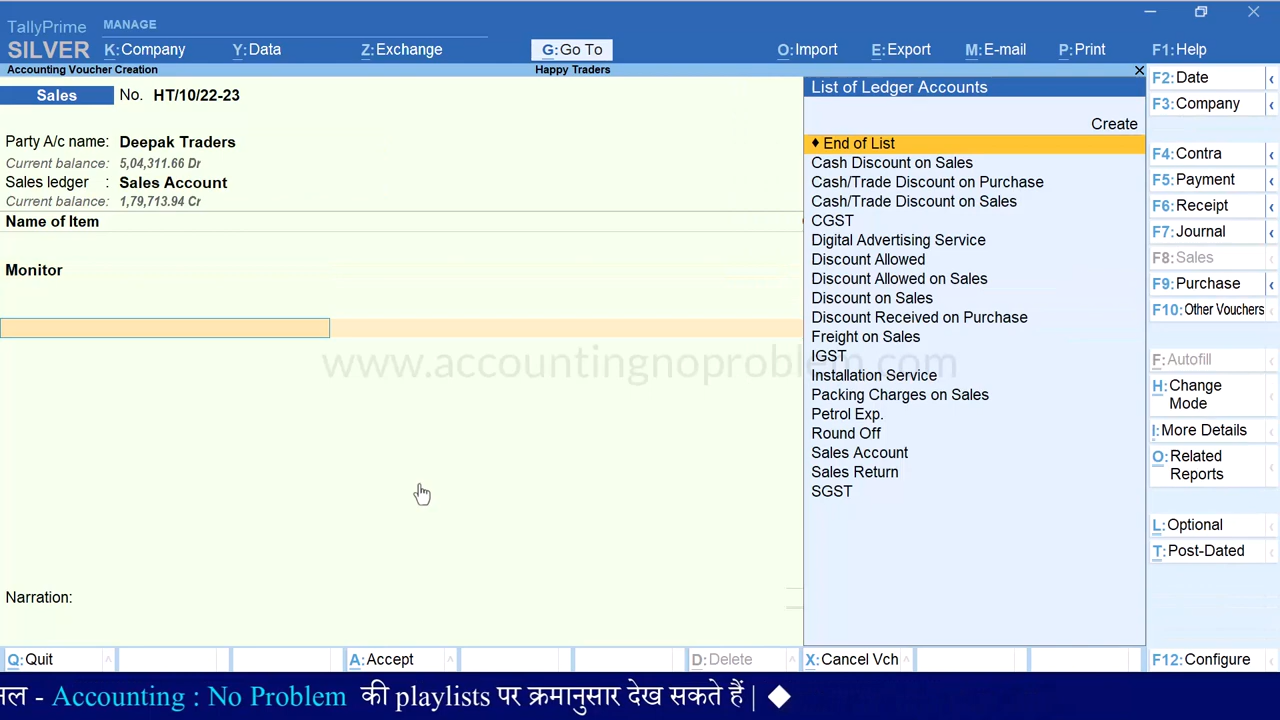 TallyPrime
MANAGE
SILVER
K:Company
Y:Data
Z:Exchange
G:Go To
O:Import
E:Export
M:E-mail
P:Print
F1:Help
Accounting Voucher Creation
Happy Traders
Sales No. HT/10/22-23
Party A/c name: Deepak Traders
Current balance: 5,04,311.66 Dr
Sales ledger : Sales Account
Current balance: 1,79,713.94 Cr
Name of Item
Monitor
www.accountingnoproblem.com
Narration:
List of Ledger Accounts
Create
♦ End of List
Cash Discount on Sales
Cash/Trade Discount on Purchase
Cash/Trade Discount on Sales
CGST
Digital Advertising Service
Discount Allowed
Discount Allowed on Sales
Discount on Sales
Discount Received on Purchase
Freight on Sales
IGST
Installation Service
Packing Charges on Sales
Petrol Exp.
Round Off
Sales Account
Sales Return
SGST
F2:Date
F3:Company
F4:Contra
F5:Payment
F6:Receipt
F7:Journal
F8:Sales
F9:Purchase
F10:Other Vouchers
F:Autofill
H:Change
Mode
I:More Details
O:Related
Reports
L:Optional
T:Post-Dated
Q:Quit
A:Accept
D:Delete
X:Cancel Vch
F12:Configure
- Accounting : No Problem की playlists पर क्रमानुसार देख सकते हैं | ◆